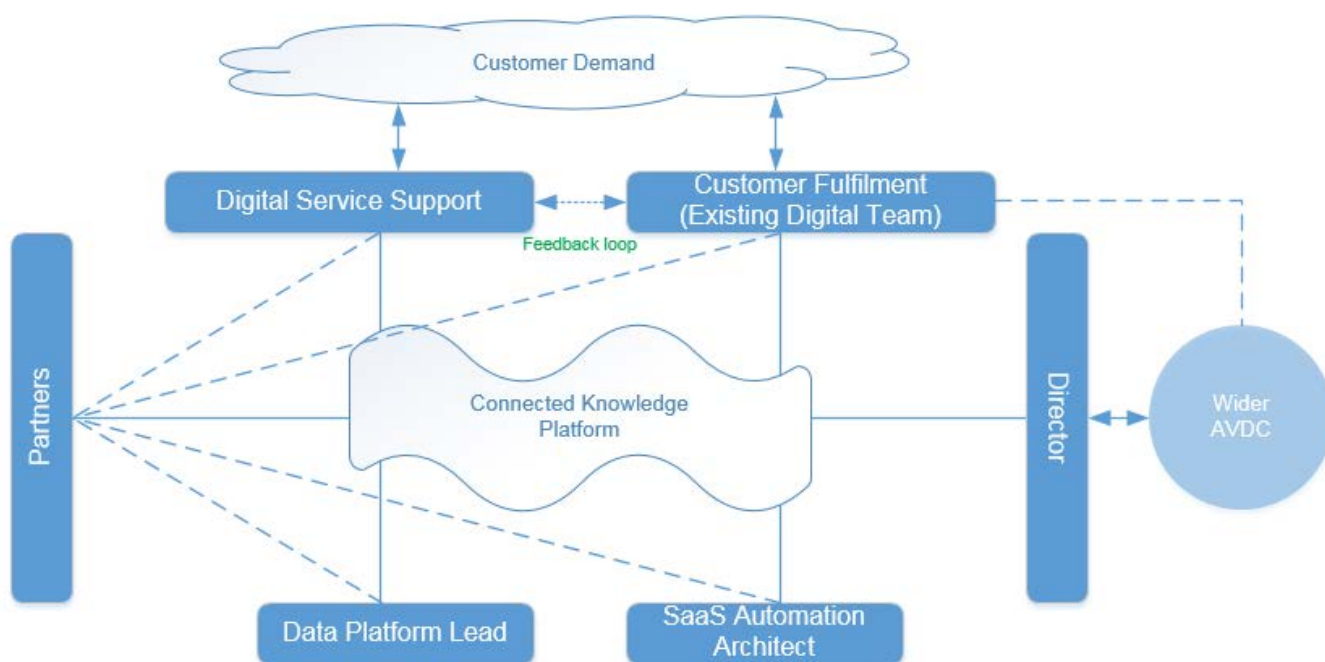 Customer Demand
Digital Service Support
Customer Fulfilment
(Existing Digital Team)
Feedback loop
Partners
Connected Knowledge
Platform
Director
Wider
AVDC
Data Platform Lead
SaaS Automation
Architect